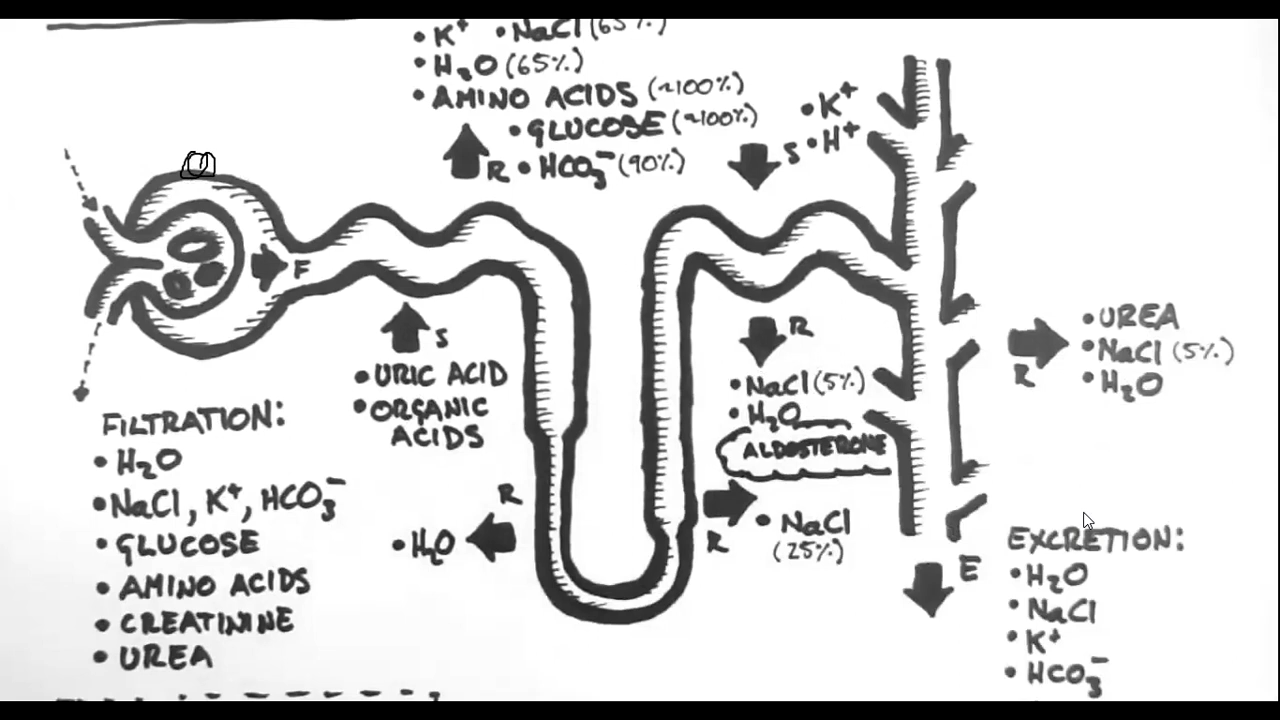 • K⁺ • NaCl (65%)
• H₂O (65%)
• AMINO ACIDS (~100%)
• GLUCOSE (~100%)
R • HCO₃⁻ (90%)
• K⁺
S • H⁺
F
S
• URIC ACID
• ORGANIC
ACIDS
FILTRATION:
• H₂O
• NaCl, K⁺, HCO₃⁻
• GLUCOSE
• AMINO ACIDS
• CREATININE
• UREA
R
• H₂O
R
• NaCl (5%)
• H₂O
ALDOSTERONE
R
• NaCl
(25%)
R
• UREA
• NaCl (5%)
• H₂O
E
EXCRETION:
• H₂O
• NaCl
• K⁺
• HCO₃⁻